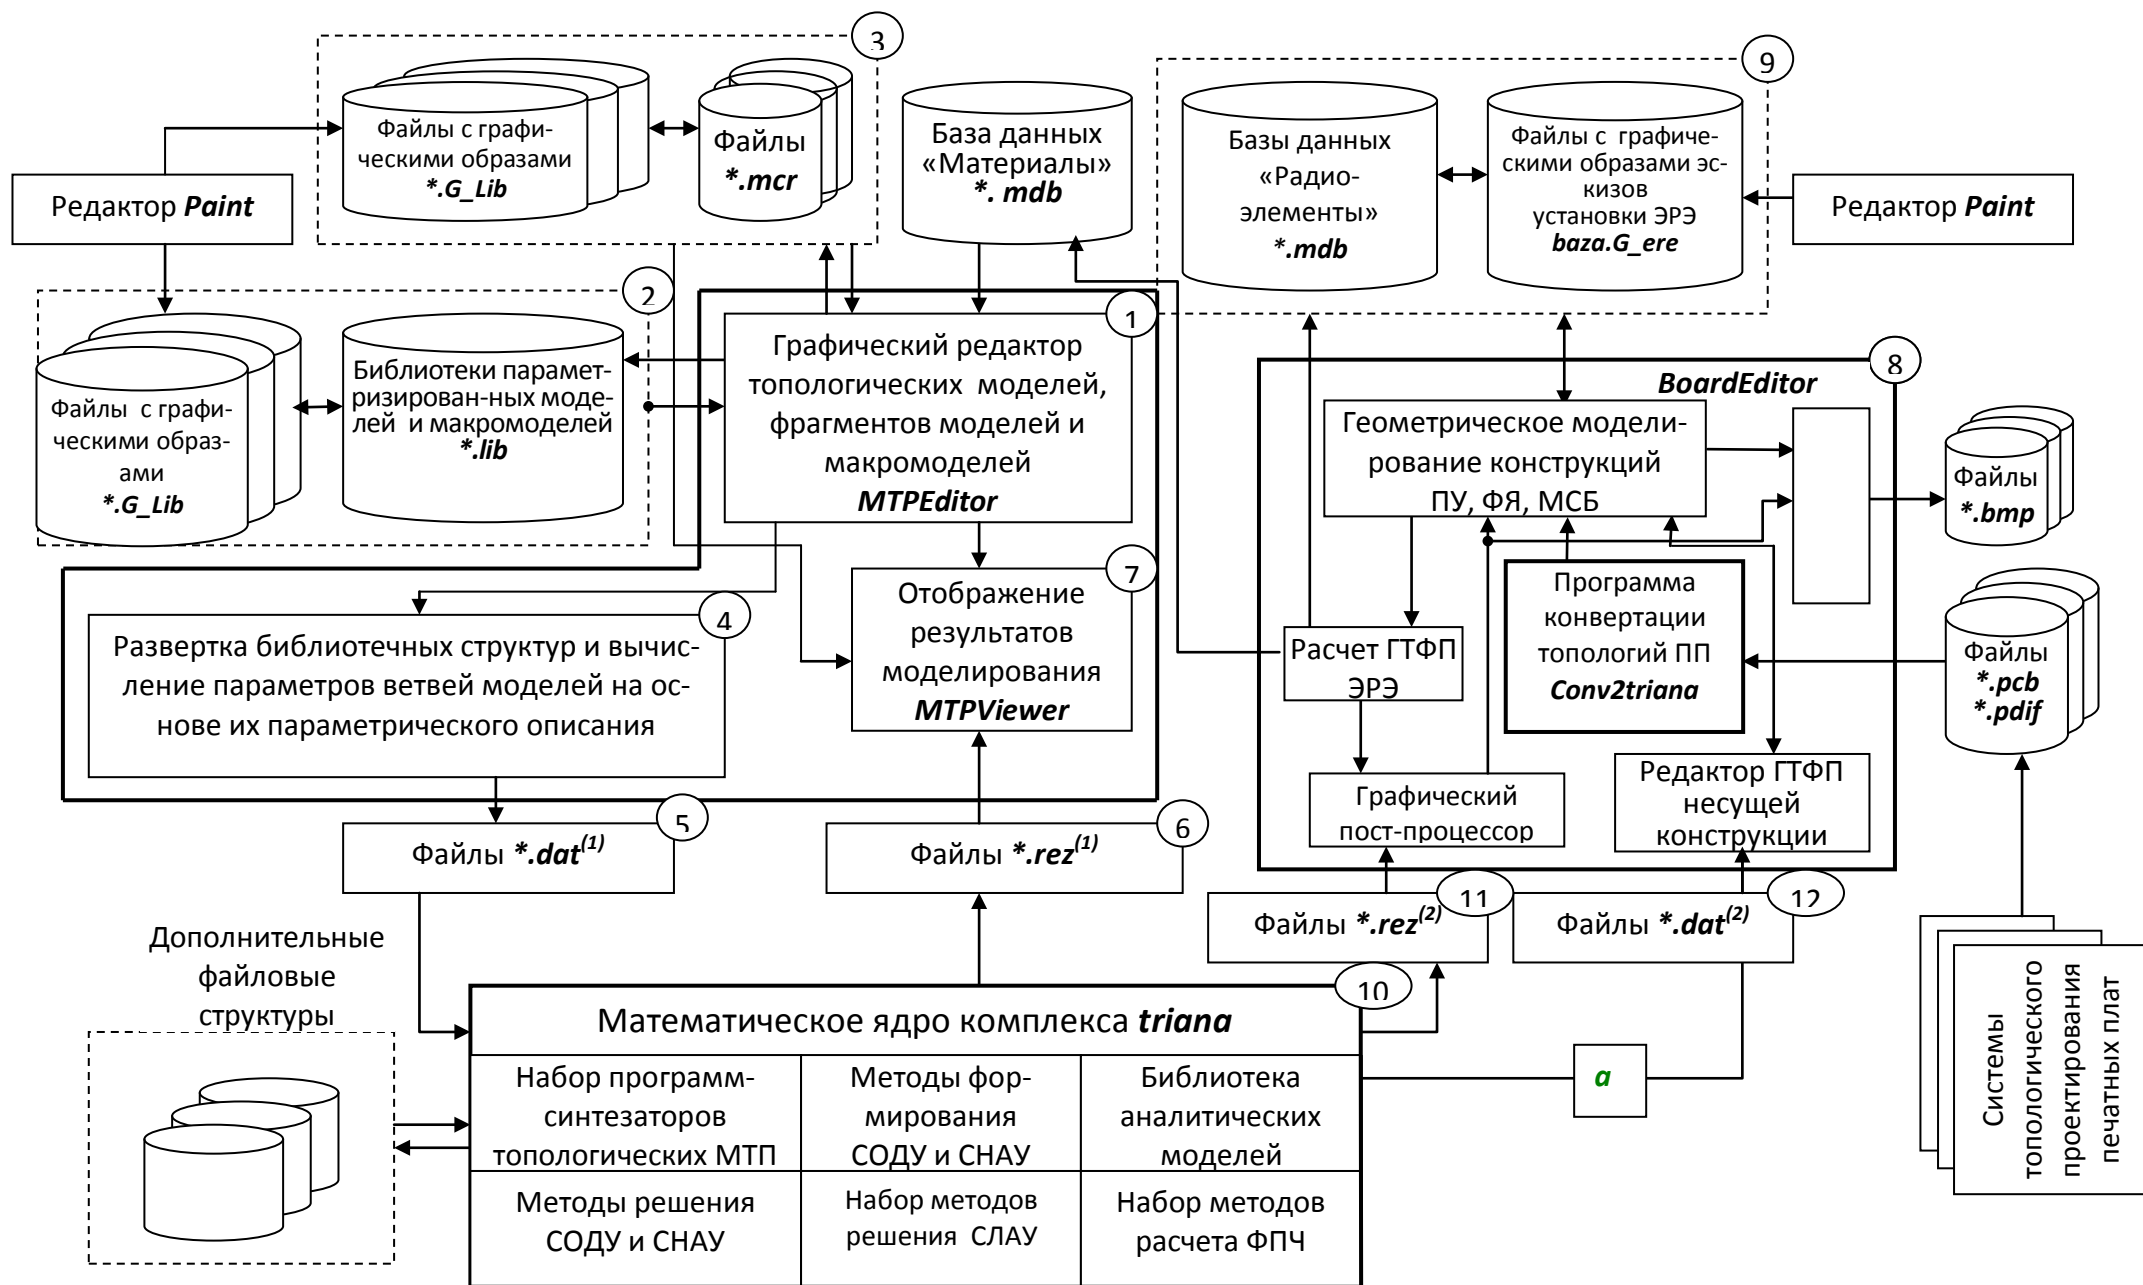 3
Файлы с графи-
ческими образами
*.G_Lib
Файлы
*.mcr
База данных
«Материалы»
*. mdb
9
Базы данных
«Радио-
элементы»
*.mdb
Файлы с графиче-
скими образами эс-
кизов
установки ЭРЭ
baza.G_ere
Редактор Paint
Редактор Paint
2
Файлы с графи-
ческими образ-
ами
*.G_Lib
Библиотеки парамет-
ризирован-ных моде-
лей и макромоделей
*.lib
1
Графический редактор
топологических моделей,
фрагментов моделей и
макромоделей
MTPEditor
8
BoardEditor
Геометрическое модели-
рование конструкций
ПУ, ФЯ, МСБ
Файлы
*.bmp
7
Отображение
результатов
моделирования
MTPViewer
4
Развертка библиотечных структур и вычис-
ление параметров ветвей моделей на ос-
нове их параметрического описания
Расчет ГТФП
ЭРЭ
Программа
конвертации
топологий ПП
Conv2triana
Файлы
*.pcb
*.pdif
Графический
пост-процессор
Редактор ГТФП
несущей
конструкции
5
Файлы *.dat(1)
6
Файлы *.rez(1)
11
Файлы *.rez(2)
12
Файлы *.dat(2)
Дополнительные
файловые
структуры
10
Математическое ядро комплекса triana
Набор программ-
синтезаторов
топологических МТП
Методы фор-
мирования
СОДУ и СНАУ
Библиотека
аналитических
моделей
Методы решения
СОДУ и СНАУ
Набор методов
решения СЛАУ
Набор методов
расчета ФПЧ
a
Системы
топологического
проектирования
печатных плат